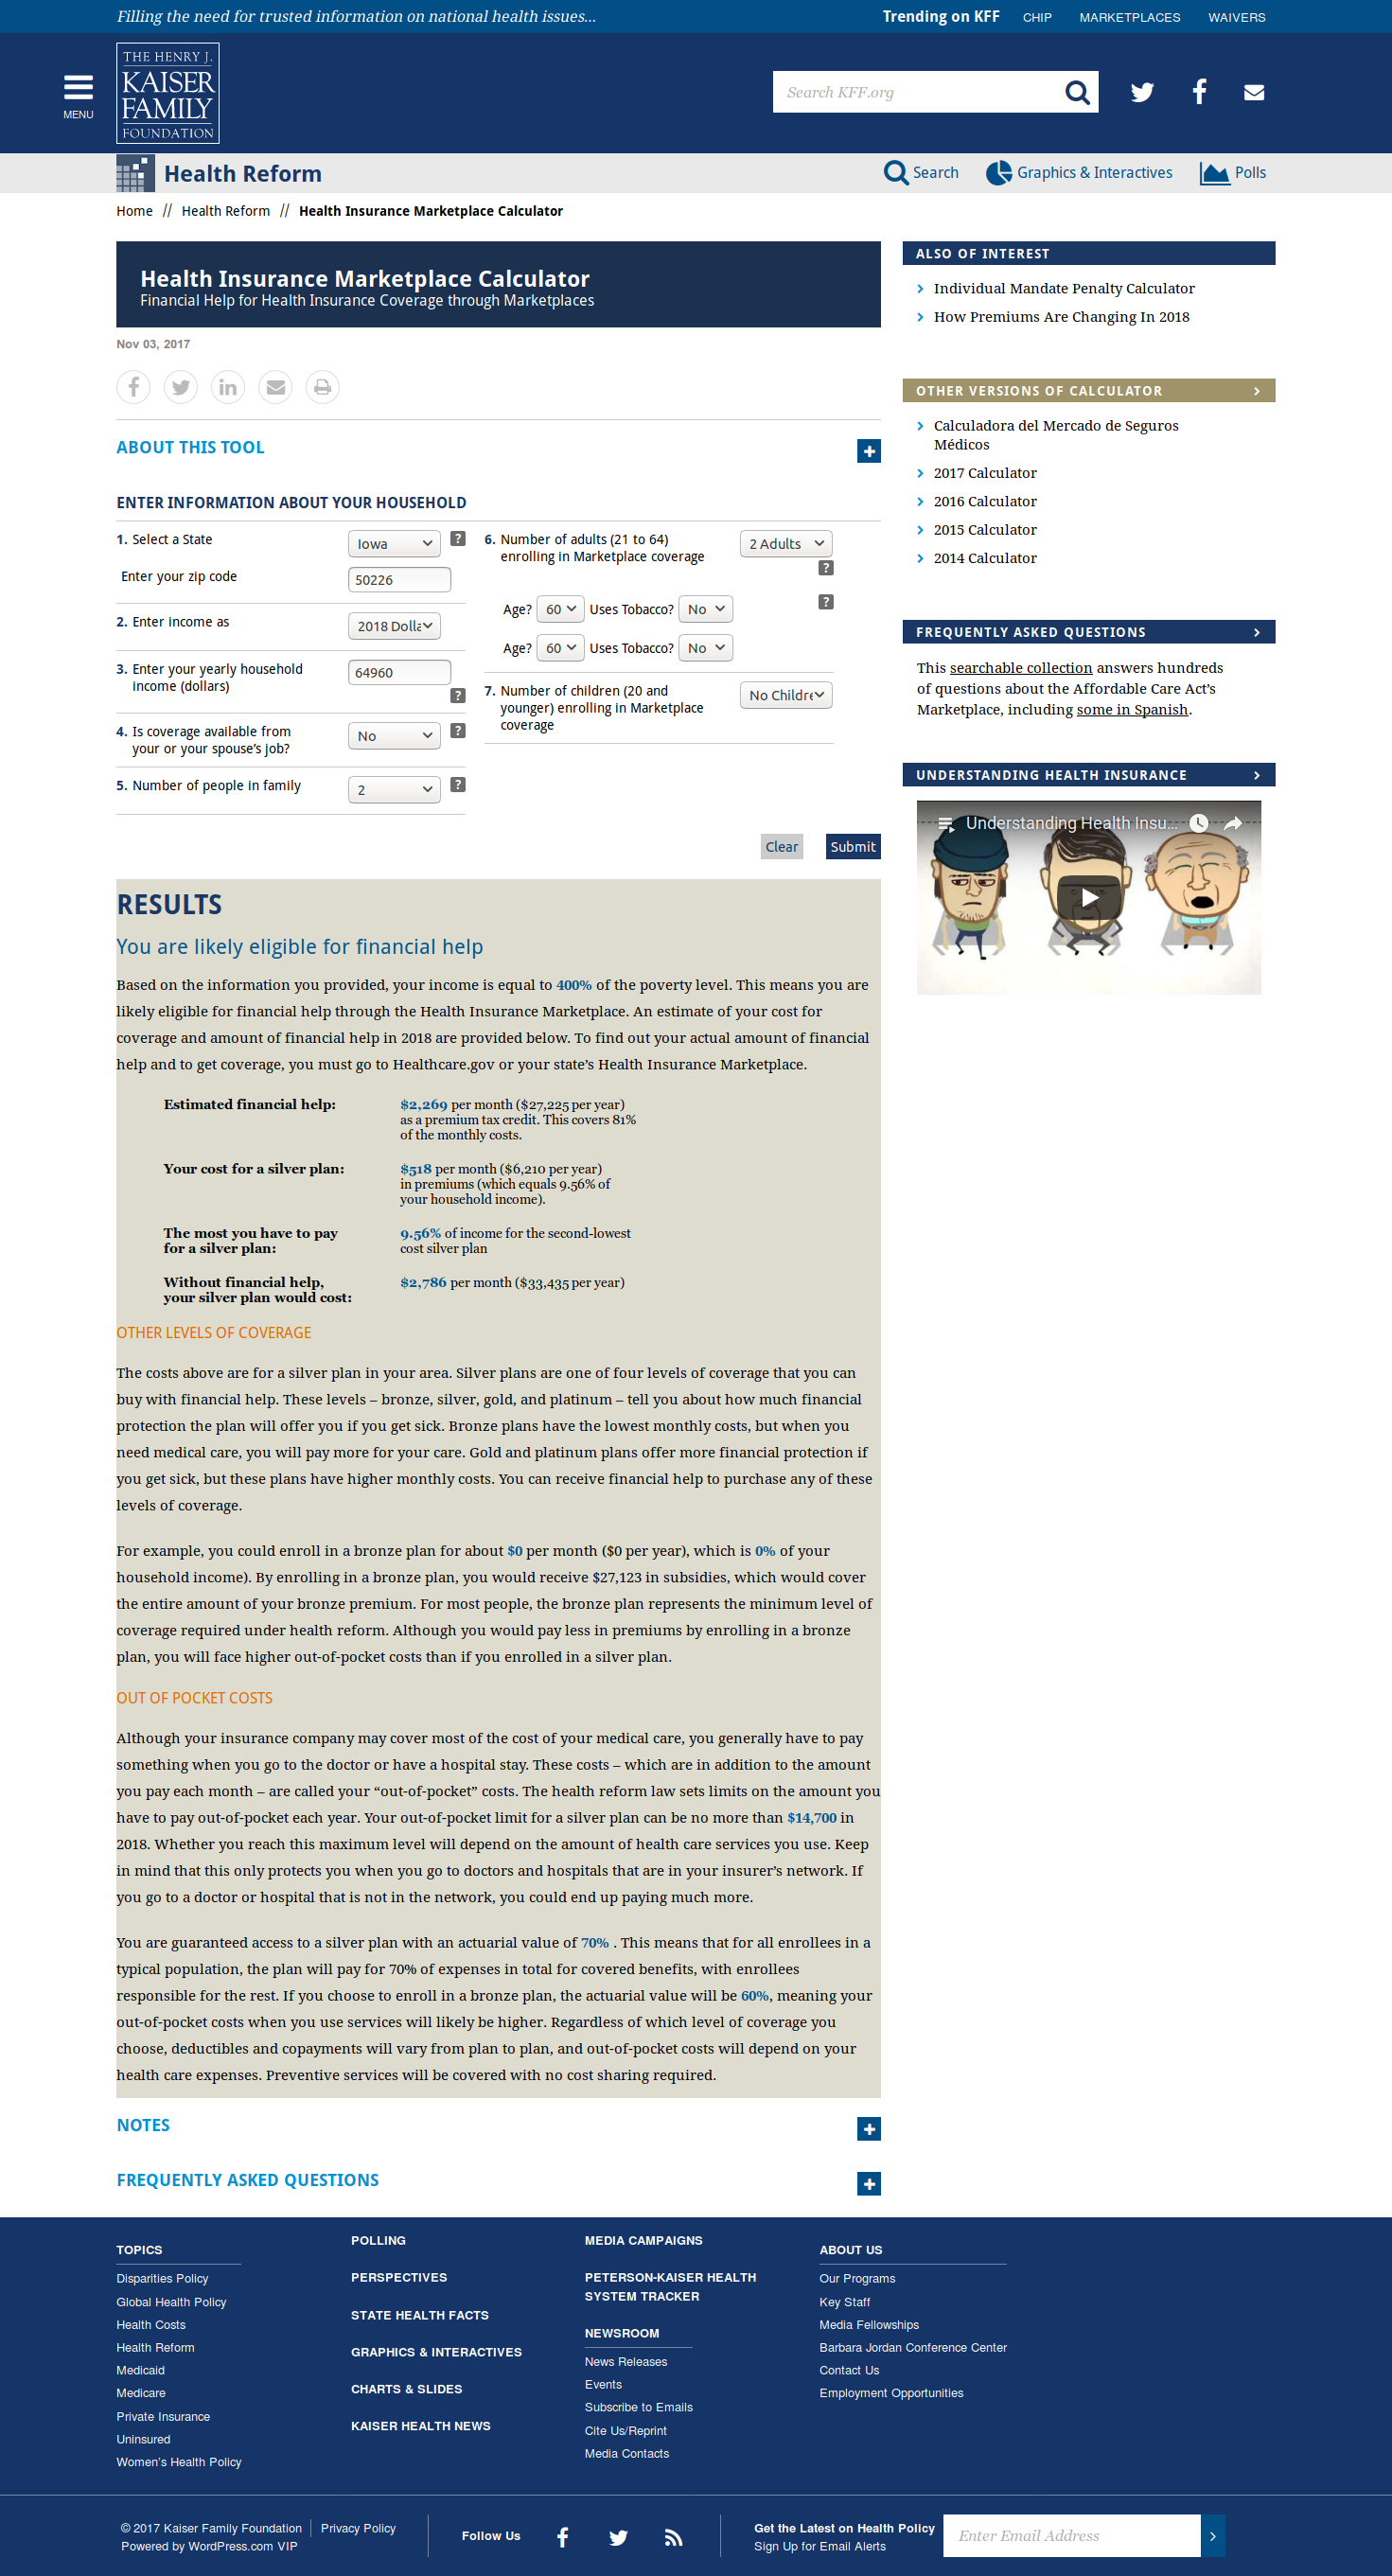 Filling the need for trusted information on national health issues...
Trending on KFF CHIP MARKETPLACES WAIVERS
MENU
THE HENRY J.
KAISER
FAMILY
FOUNDATION
Search KFF.org
Health Reform
Search Graphics & Interactives Polls
Home // Health Reform // Health Insurance Marketplace Calculator
Health Insurance Marketplace Calculator
Financial Help for Health Insurance Coverage through Marketplaces
Nov 03, 2017
ABOUT THIS TOOL
ENTER INFORMATION ABOUT YOUR HOUSEHOLD
1. Select a State Iowa ?
Enter your zip code 50226
2. Enter income as 2018 Dolla
3. Enter your yearly household
income (dollars) 64960 ?
4. Is coverage available from
your or your spouse’s job? No ?
5. Number of people in family 2 ?
6. Number of adults (21 to 64)
enrolling in Marketplace coverage 2 Adults ?
Age? 60 Uses Tobacco? No ?
Age? 60 Uses Tobacco? No
7. Number of children (20 and
younger) enrolling in Marketplace
coverage No Childre
Clear Submit
RESULTS
You are likely eligible for financial help
Based on the information you provided, your income is equal to 400% of the poverty level. This means you are
likely eligible for financial help through the Health Insurance Marketplace. An estimate of your cost for
coverage and amount of financial help in 2018 are provided below. To find out your actual amount of financial
help and to get coverage, you must go to Healthcare.gov or your state’s Health Insurance Marketplace.
Estimated financial help: $2,269 per month ($27,225 per year)
as a premium tax credit. This covers 81%
of the monthly costs.
Your cost for a silver plan: $518 per month ($6,210 per year)
in premiums (which equals 9.56% of
your household income).
The most you have to pay
for a silver plan: 9.56% of income for the second-lowest
cost silver plan
Without financial help,
your silver plan would cost: $2,786 per month ($33,435 per year)
OTHER LEVELS OF COVERAGE
The costs above are for a silver plan in your area. Silver plans are one of four levels of coverage that you can
buy with financial help. These levels – bronze, silver, gold, and platinum – tell you about how much financial
protection the plan will offer you if you get sick. Bronze plans have the lowest monthly costs, but when you
need medical care, you will pay more for your care. Gold and platinum plans offer more financial protection if
you get sick, but these plans have higher monthly costs. You can receive financial help to purchase any of these
levels of coverage.
For example, you could enroll in a bronze plan for about $0 per month ($0 per year), which is 0% of your
household income). By enrolling in a bronze plan, you would receive $27,123 in subsidies, which would cover
the entire amount of your bronze premium. For most people, the bronze plan represents the minimum level of
coverage required under health reform. Although you would pay less in premiums by enrolling in a bronze
plan, you will face higher out-of-pocket costs than if you enrolled in a silver plan.
OUT OF POCKET COSTS
Although your insurance company may cover most of the cost of your medical care, you generally have to pay
something when you go to the doctor or have a hospital stay. These costs – which are in addition to the amount
you pay each month – are called your “out-of-pocket” costs. The health reform law sets limits on the amount you
have to pay out-of-pocket each year. Your out-of-pocket limit for a silver plan can be no more than $14,700 in
2018. Whether you reach this maximum level will depend on the amount of health care services you use. Keep
in mind that this only protects you when you go to doctors and hospitals that are in your insurer’s network. If
you go to a doctor or hospital that is not in the network, you could end up paying much more.
You are guaranteed access to a silver plan with an actuarial value of 70% . This means that for all enrollees in a
typical population, the plan will pay for 70% of expenses in total for covered benefits, with enrollees
responsible for the rest. If you choose to enroll in a bronze plan, the actuarial value will be 60%, meaning your
out-of-pocket costs when you use services will likely be higher. Regardless of which level of coverage you
choose, deductibles and copayments will vary from plan to plan, and out-of-pocket costs will depend on your
health care expenses. Preventive services will be covered with no cost sharing required.
NOTES
FREQUENTLY ASKED QUESTIONS
ALSO OF INTEREST
Individual Mandate Penalty Calculator
How Premiums Are Changing In 2018
OTHER VERSIONS OF CALCULATOR
Calculadora del Mercado de Seguros
Médicos
2017 Calculator
2016 Calculator
2015 Calculator
2014 Calculator
FREQUENTLY ASKED QUESTIONS
This searchable collection answers hundreds
of questions about the Affordable Care Act’s
Marketplace, including some in Spanish.
UNDERSTANDING HEALTH INSURANCE
Understanding Health Insu...
TOPICS
Disparities Policy
Global Health Policy
Health Costs
Health Reform
Medicaid
Medicare
Private Insurance
Uninsured
Women’s Health Policy
POLLING
PERSPECTIVES
STATE HEALTH FACTS
GRAPHICS & INTERACTIVES
CHARTS & SLIDES
KAISER HEALTH NEWS
MEDIA CAMPAIGNS
PETERSON-KAISER HEALTH
SYSTEM TRACKER
NEWSROOM
News Releases
Events
Subscribe to Emails
Cite Us/Reprint
Media Contacts
ABOUT US
Our Programs
Key Staff
Media Fellowships
Barbara Jordan Conference Center
Contact Us
Employment Opportunities
© 2017 Kaiser Family Foundation Privacy Policy
Powered by WordPress.com VIP
Follow Us
Get the Latest on Health Policy
Sign Up for Email Alerts
Enter Email Address